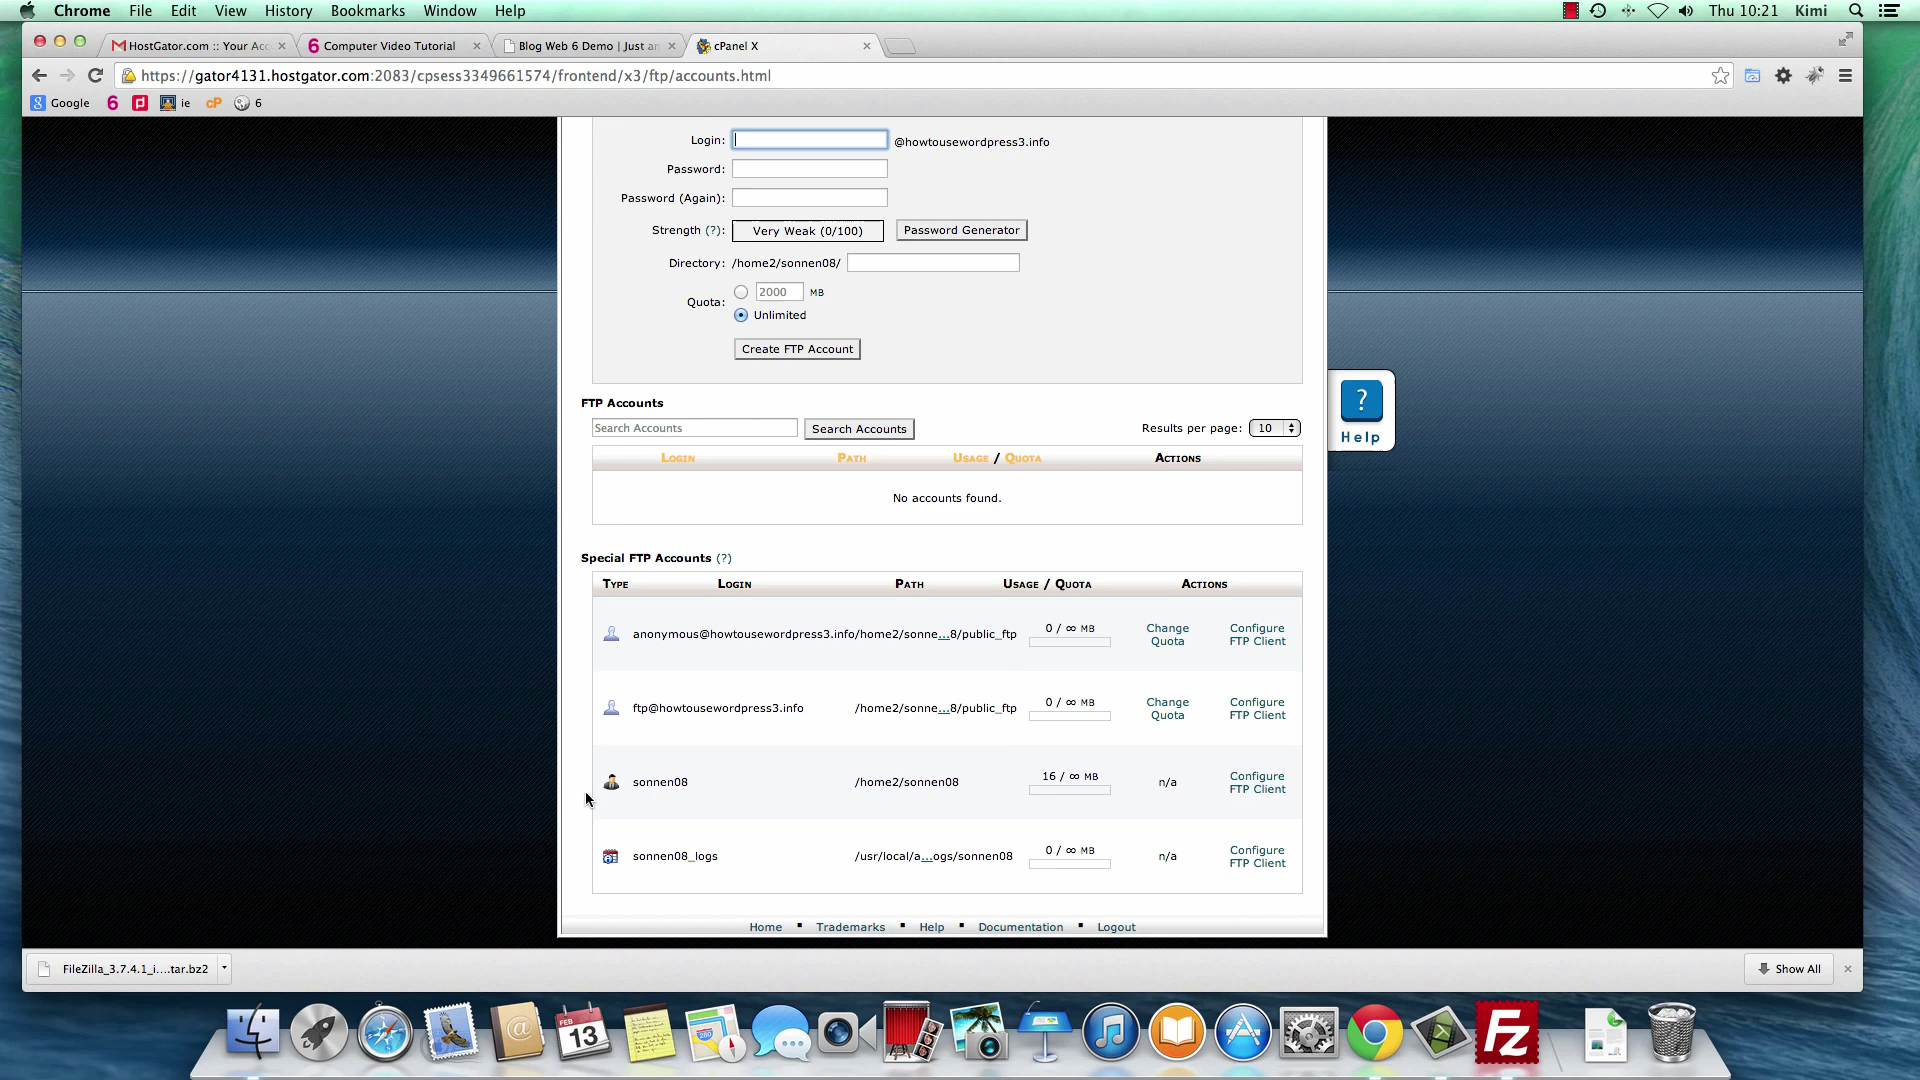 Chrome File Edit View History Bookmarks Window Help Thu 10:21 Kimi
HostGator.com :: Your Acc 6 Computer Video Tutorial Blog Web 6 Demo | Just an cPanel X
https://gator4131.hostgator.com:2083/cpsess3349661574/frontend/x3/ftp/accounts.html
Google 6 ie cP 6
Login: @howtousewordpress3.info
Password:
Password (Again):
Strength (?): Very Weak (0/100) Password Generator
Directory: /home2/sonnen08/
Quota: 2000 MB
Unlimited
Create FTP Account
? Help
FTP Accounts
Search Accounts Search Accounts Results per page: 10
LOGIN PATH USAGE / QUOTA ACTIONS
No accounts found.
Special FTP Accounts (?)
TYPE LOGIN PATH USAGE / QUOTA ACTIONS
anonymous@howtousewordpress3.info/home2/sonne...8/public_ftp 0 / ∞ MB Change Quota Configure FTP Client
ftp@howtousewordpress3.info /home2/sonne...8/public_ftp 0 / ∞ MB Change Quota Configure FTP Client
sonnen08 /home2/sonnen08 16 / ∞ MB n/a Configure FTP Client
sonnen08_logs /usr/local/a...ogs/sonnen08 0 / ∞ MB n/a Configure FTP Client
Home Trademarks Help Documentation Logout
FileZilla_3.7.4.1_i....tar.bz2 Show All
FEB 13 Fz